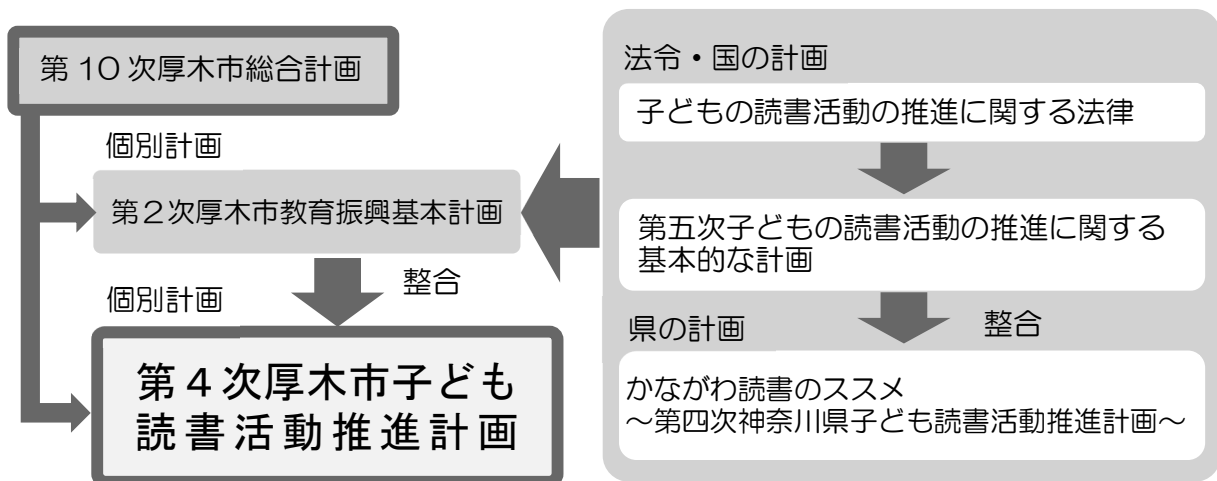 第10次厚木市総合計画
個別計画
第2次厚木市教育振興基本計画
整合
個別計画
第4次厚木市子ども
読書活動推進計画
法令・国の計画
子どもの読書活動の推進に関する法律
第五次子どもの読書活動の推進に関する
基本的な計画
県の計画
整合
かながわ読書のススメ
～第四次神奈川県子ども読書活動推進計画～